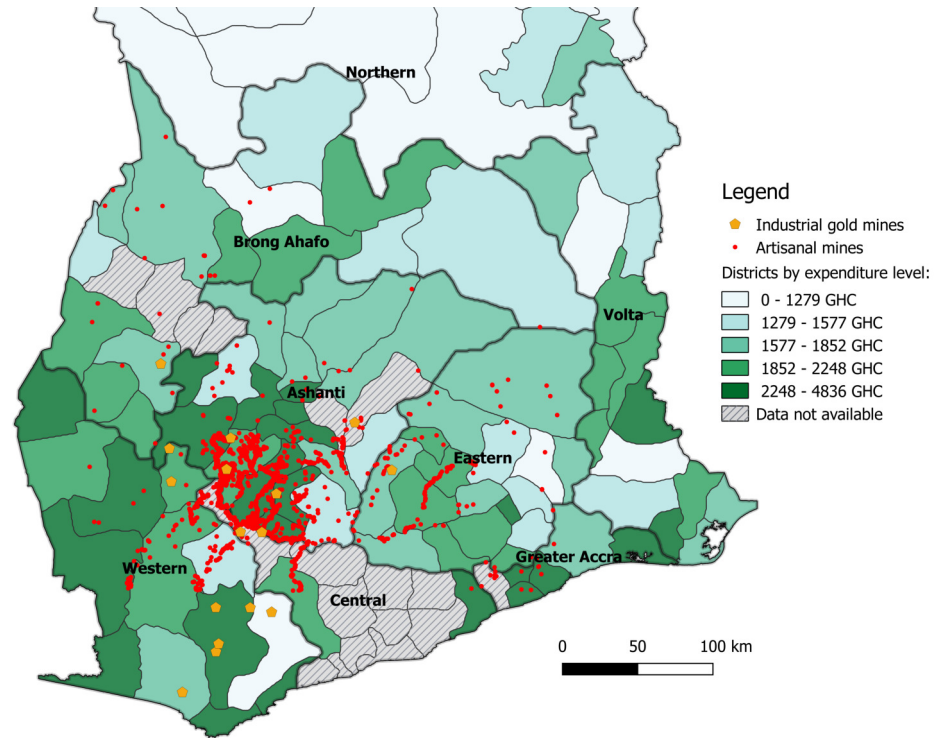 Northern
Legend
Industrial gold mines
Artisanal mines
Districts by expenditure level:
0 - 1279 GHC
1279 - 1577 GHC
1577 - 1852 GHC
1852 - 2248 GHC
2248 - 4836 GHC
Data not available
Brong Ahafo
Volta
Ashanti
Eastern
Greater Accra
Western
Central
0 50 100 km